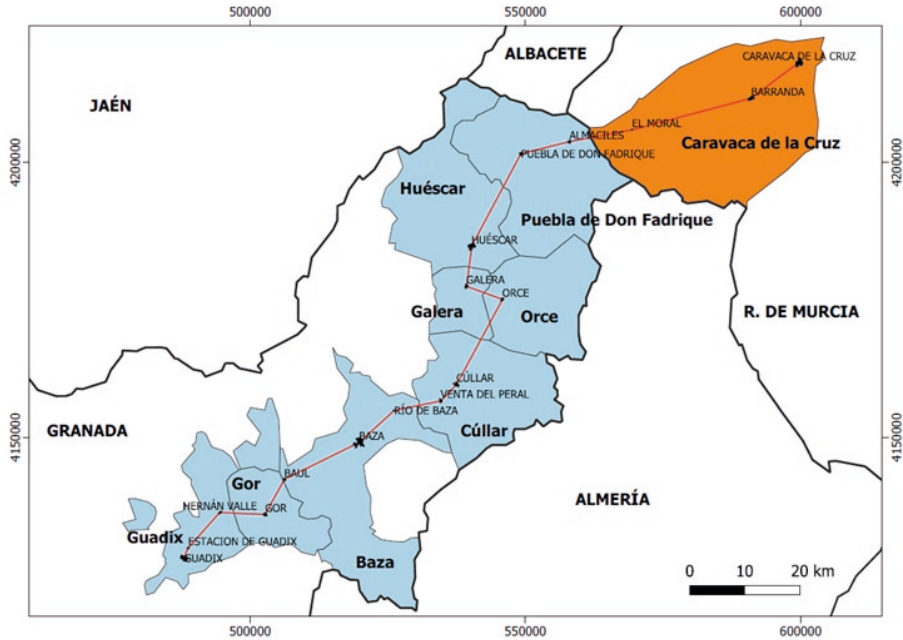 500000 550000 600000
ALBACETE
CARAVACA DE LA CRUZ
JAÉN
BARRANDA
EL MORAL
ALMACILES
Caravaca de la Cruz
PUEBLA DE DON FADRIQUE
4200000 4200000
Huéscar
Puebla de Don Fadrique
HUÉSCAR
GALERA
ORCE
Galera
Orce
R. DE MURCIA
CÚLLAR
VENTA DEL PERAL
RÍO DE BAZA
GRANADA
Cúllar
BAZA
4150000 4150000
BAUL
Gor
HERNÁN VALLE
GOR
ALMERÍA
Guadix
ESTACION DE GUADIX
GUADIX
Baza
0 10 20 km
500000 550000 600000